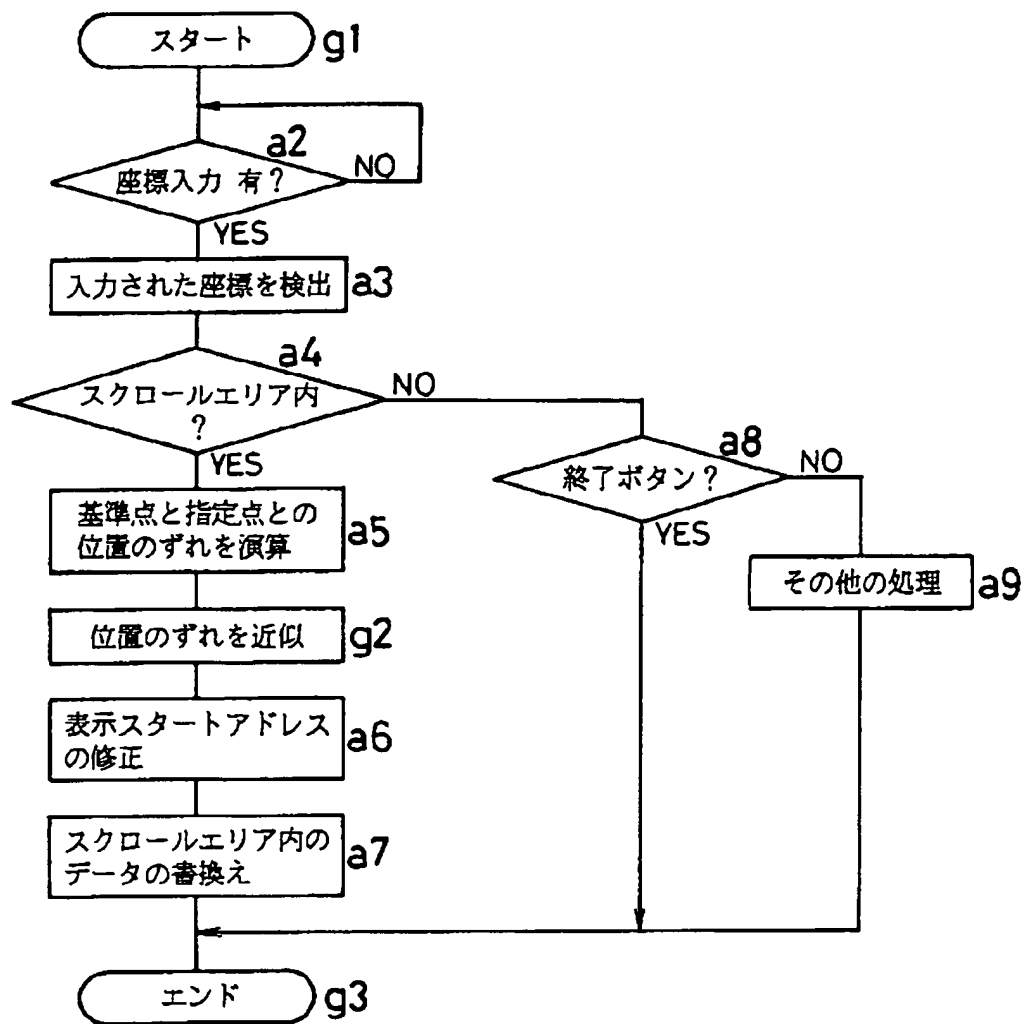 スタート g1
a2
座標入力 有? NO
YES
入力された座標を検出 a3
a4
スクロールエリア内 NO
?
YES
a8
終了ボタン? NO
YES
基準点と指定点との
位置のずれを演算 a5
その他の処理 a9
位置のずれを近似 g2
表示スタートアドレス
の修正 a6
スクロールエリア内の
データの書換え a7
エンド g3